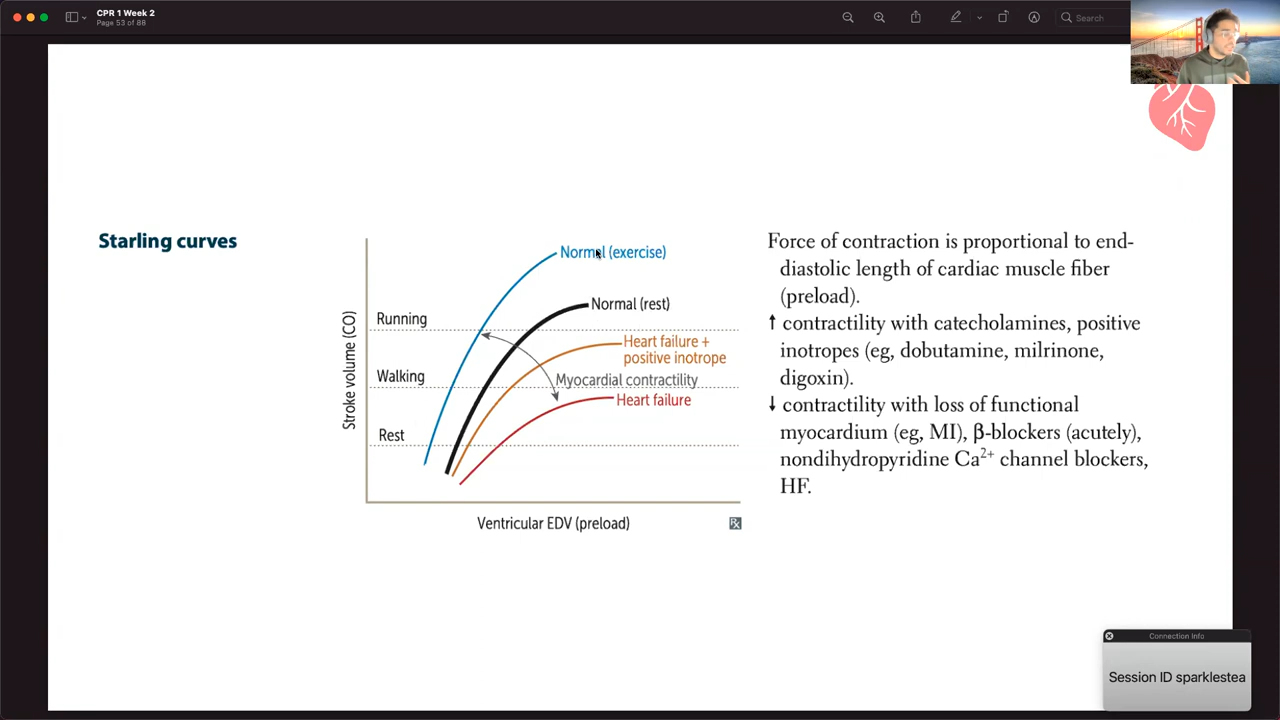 CPR 1 Week 2
Page 53 of 88
Search
Starling curves
Stroke volume (CO)
Running
Walking
Rest
Normal (exercise)
Normal (rest)
Heart failure +
positive inotrope
Myocardial contractility
Heart failure
Ventricular EDV (preload)
Rx
Force of contraction is proportional to end-
diastolic length of cardiac muscle fiber
(preload).
↑ contractility with catecholamines, positive
inotropes (eg, dobutamine, milrinone,
digoxin).
↓ contractility with loss of functional
myocardium (eg, MI), β-blockers (acutely),
nondihydropyridine Ca²⁺ channel blockers,
HF.
Connection Info
Session ID sparklestea